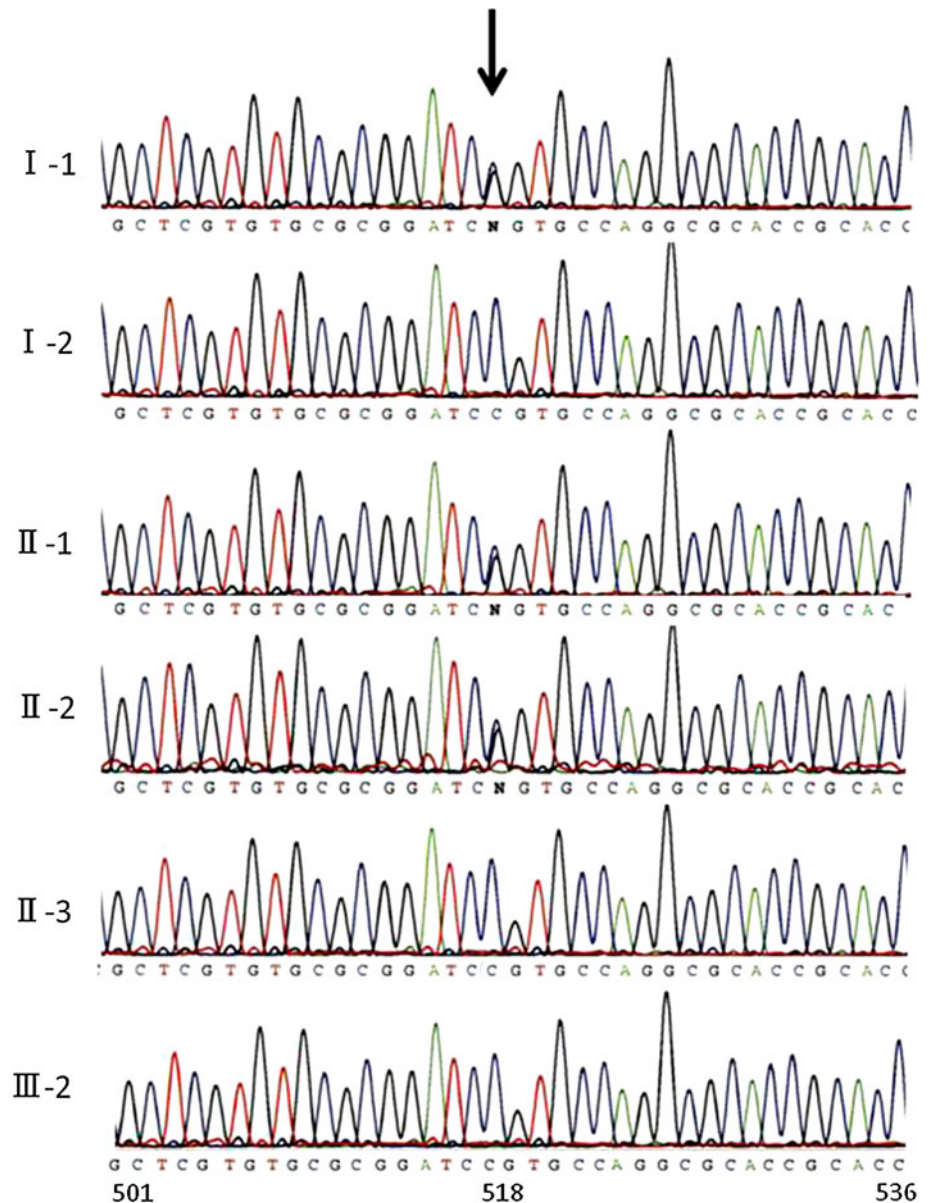 I-1
G C T C G T G T G C G C G G A T C N G T G C C A G G C G C A C C G C A C C
I-2
G C T C G T G T G C G C G G A T C C G T G C C A G G C G C A C C G C A C C
II-1
G C T C G T G T G C G C G G A T C N G T G C C A G G C G C A C C G C A C
II-2
G C T C G T G T G C G C G G A T C N G T G C C A G G C G C A C C G C A C
II-3
G C T C G T G T G C G C G G A T C C G T G C C A G G C G C A C C G C A C C
III-2
G C T C G T G T G C G C G G A T C C G T G C C A G G C G C A C C G C A C C
501 518 536